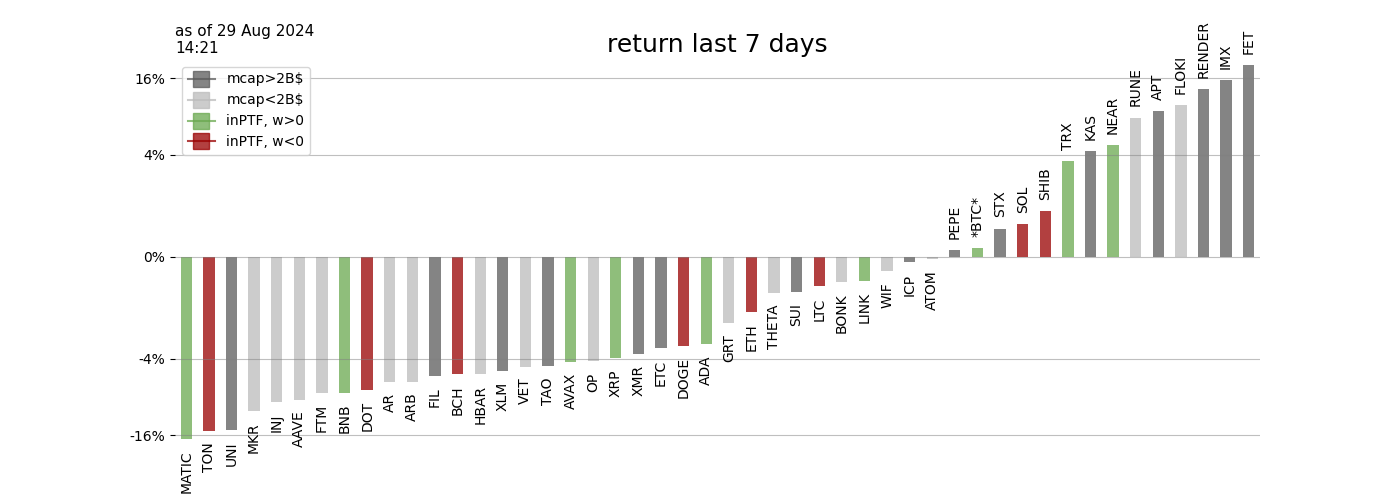 as of 29 Aug 2024
14:21
return last 7 days
mcap>2B$
mcap<2B$
inPTF, w>0
inPTF, w<0
16%
4%
0%
-4%
-16%
MATIC
TON
UNI
MKR
INJ
AAVE
FTM
BNB
DOT
AR
ARB
FIL
BCH
HBAR
XLM
VET
TAO
AVAX
OP
XRP
XMR
ETC
DOGE
ADA
GRT
ETH
THETA
SUI
LTC
BONK
LINK
WIF
ICP
ATOM
PEPE
*BTC*
STX
SOL
SHIB
TRX
KAS
NEAR
RUNE
APT
FLOKI
RENDER
IMX
FET